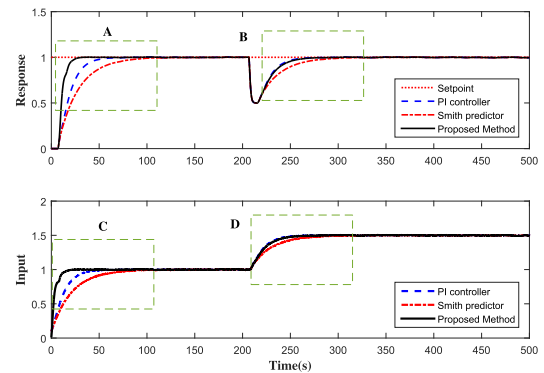 A
B
1.5
1
0.5
0
Response
Setpoint
PI controller
Smith predictor
Proposed Method
0 50 100 150 200 250 300 350 400 450 500
C
D
2
1.5
1
0.5
0
Input
PI controller
Smith predictor
Proposed Method
0 50 100 150 200 250 300 350 400 450 500
Time(s)